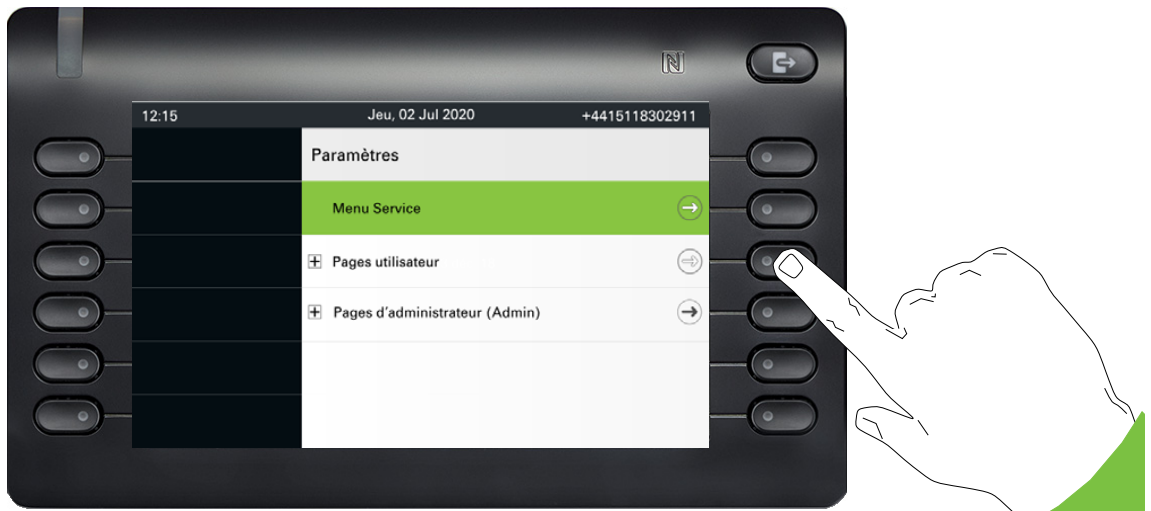 12:15 Jeu, 02 Jul 2020 +4415118302911
Paramètres
Menu Service
Pages utilisateur
Pages d’administrateur (Admin)